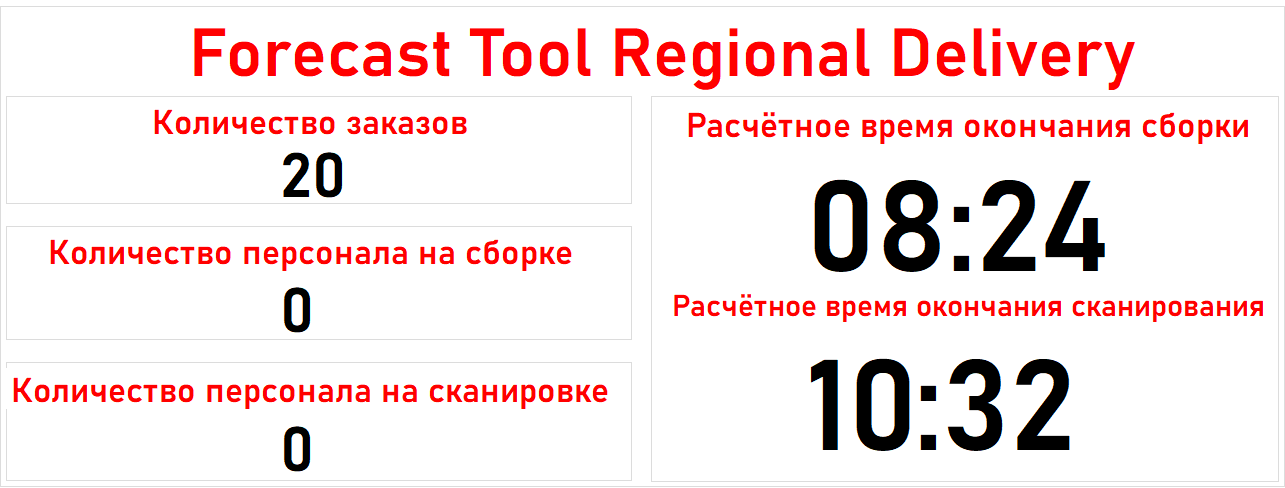 Forecast Tool Regional Delivery
Количество заказов
20
Количество персонала на сборке
0
Количество персонала на сканировке
0
Расчётное время окончания сборки
08:24
Расчётное время окончания сканирования
10:32